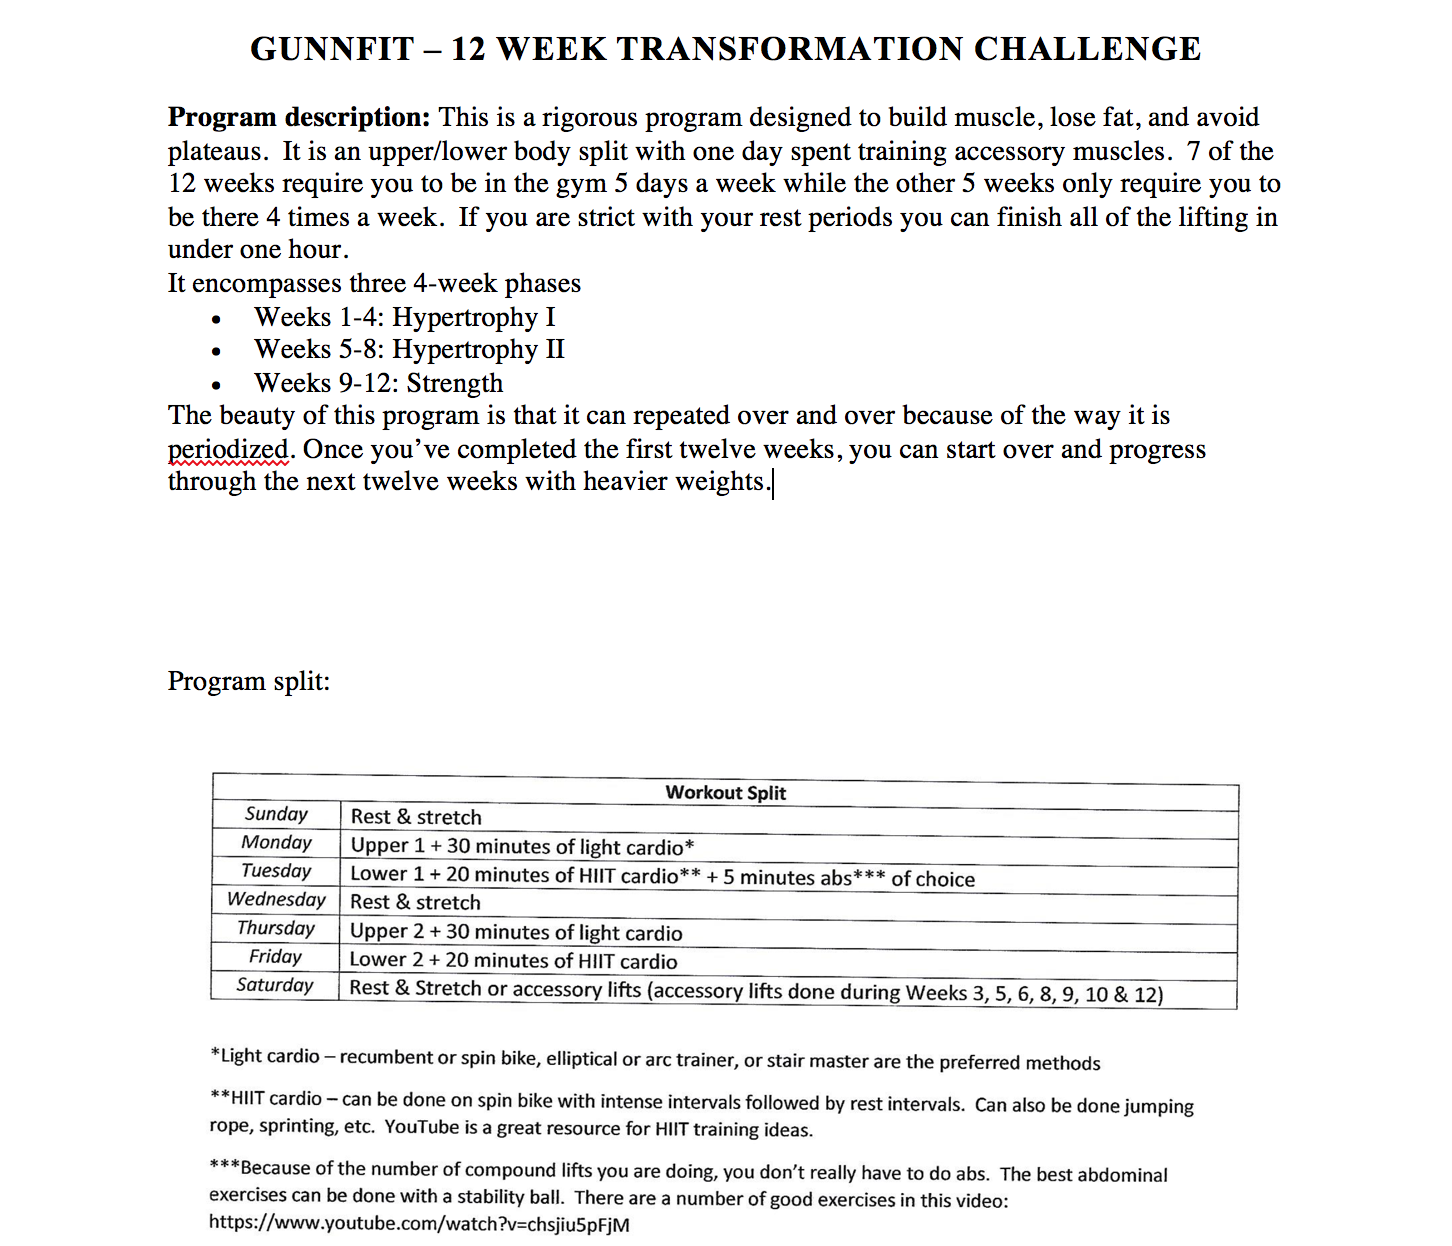 GUNNFIT – 12 WEEK TRANSFORMATION CHALLENGE
Program description: This is a rigorous program designed to build muscle, lose fat, and avoid
plateaus.  It is an upper/lower body split with one day spent training accessory muscles.  7 of the
12 weeks require you to be in the gym 5 days a week while the other 5 weeks only require you to
be there 4 times a week.  If you are strict with your rest periods you can finish all of the lifting in
under one hour.
It encompasses three 4-week phases
• Weeks 1-4: Hypertrophy I
• Weeks 5-8: Hypertrophy II
• Weeks 9-12: Strength
The beauty of this program is that it can repeated over and over because of the way it is
periodized. Once you’ve completed the first twelve weeks, you can start over and progress
through the next twelve weeks with heavier weights.
Program split:
Workout Split
Sunday Rest & stretch
Monday Upper 1 + 30 minutes of light cardio*
Tuesday Lower 1 + 20 minutes of HIIT cardio** + 5 minutes abs*** of choice
Wednesday Rest & stretch
Thursday Upper 2 + 30 minutes of light cardio
Friday Lower 2 + 20 minutes of HIIT cardio
Saturday Rest & Stretch or accessory lifts (accessory lifts done during Weeks 3, 5, 6, 8, 9, 10 & 12)
*Light cardio – recumbent or spin bike, elliptical or arc trainer, or stair master are the preferred methods
**HIIT cardio – can be done on spin bike with intense intervals followed by rest intervals.  Can also be done jumping
rope, sprinting, etc.  YouTube is a great resource for HIIT training ideas.
***Because of the number of compound lifts you are doing, you don’t really have to do abs.  The best abdominal
exercises can be done with a stability ball.  There are a number of good exercises in this video:
https://www.youtube.com/watch?v=chsjiu5pFjM